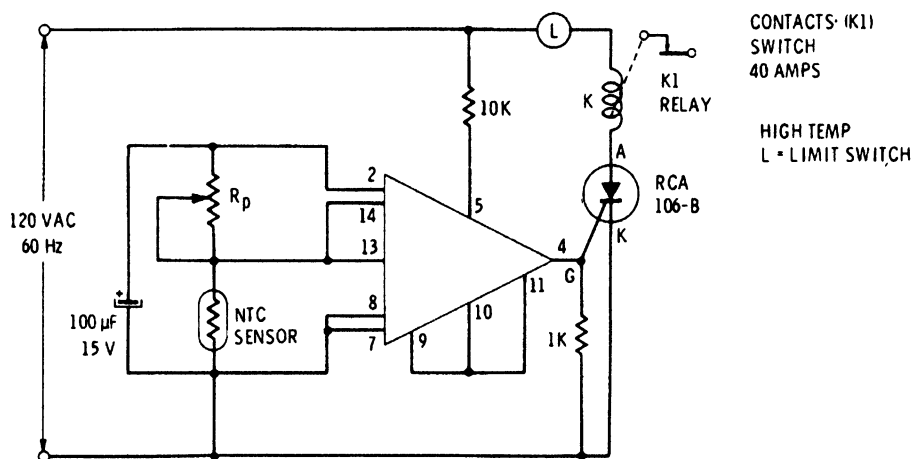 CONTACTS· (K1)
SWITCH
40 AMPS
L
K1
RELAY
K
10K
HIGH TEMP
L = LIMIT SWITCH
A
RCA
106-B
K
2
Rp
14
5
120 VAC
60 Hz
13
4
G
11
+
100 µF
15 V
NTC
SENSOR
8
7
9
10
1K